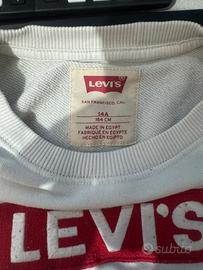 LEVI'S
SAN FRANCISCO, CAL.
14A
164 CM
MADE IN EGYPT
FABRIQUÉ EN EGYPTE
HECHO EN EGIPTO
LEVI'S
subito